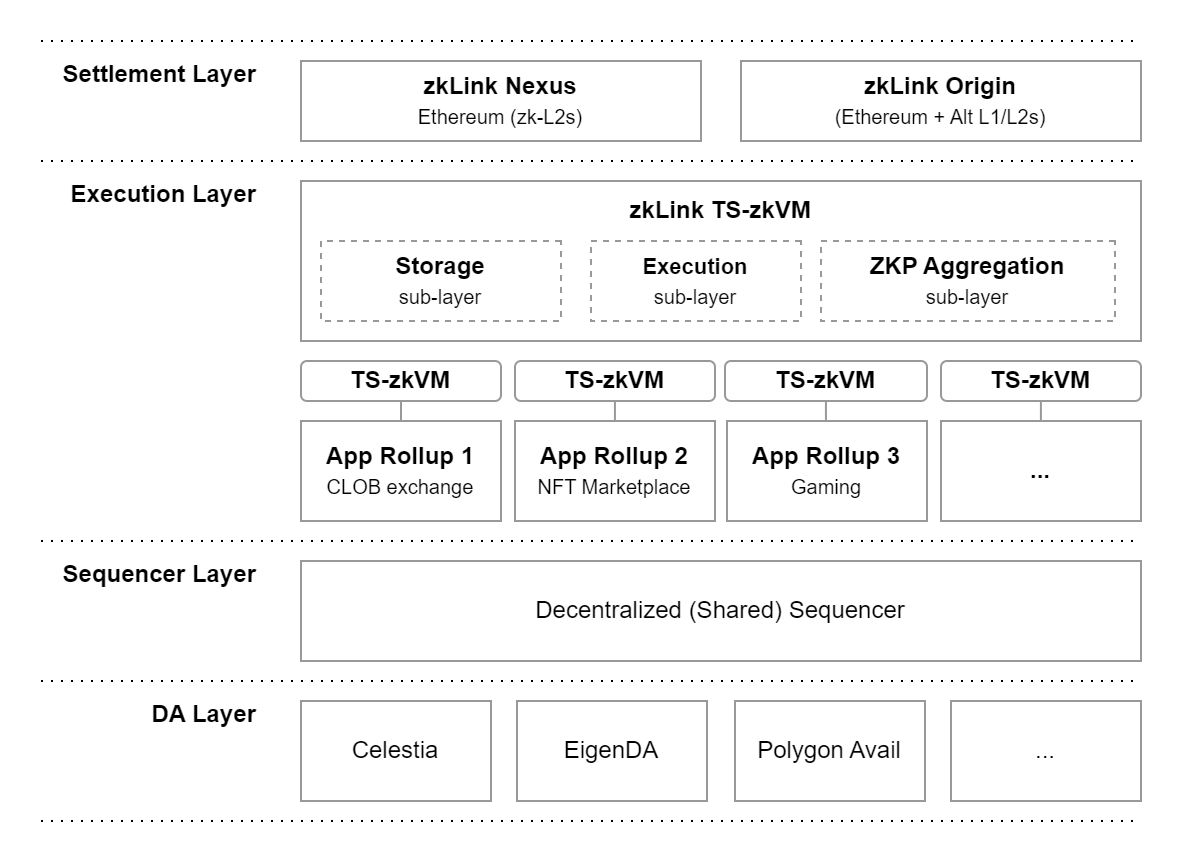 Settlement Layer
zkLink Nexus
Ethereum (zk-L2s)
zkLink Origin
(Ethereum + Alt L1/L2s)
Execution Layer
zkLink TS-zkVM
Storage
sub-layer
Execution
sub-layer
ZKP Aggregation
sub-layer
TS-zkVM
TS-zkVM
TS-zkVM
TS-zkVM
App Rollup 1
CLOB exchange
App Rollup 2
NFT Marketplace
App Rollup 3
Gaming
...
Sequencer Layer
Decentralized (Shared) Sequencer
DA Layer
Celestia
EigenDA
Polygon Avail
...